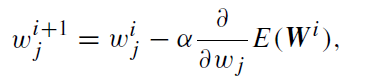 w_j^{i+1} = w_j^i − α ∂/∂w_j E(W^i),